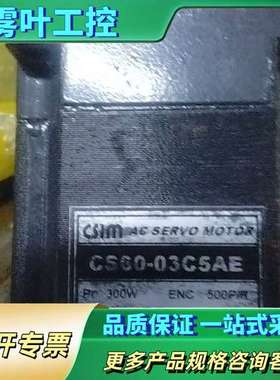 雾叶工控
csim AC SERVO MOTOR
CS60-03C5AE
Pr 300W ENC 500P/R
开专票
品质保证 一站式采
更多产品规格咨询客